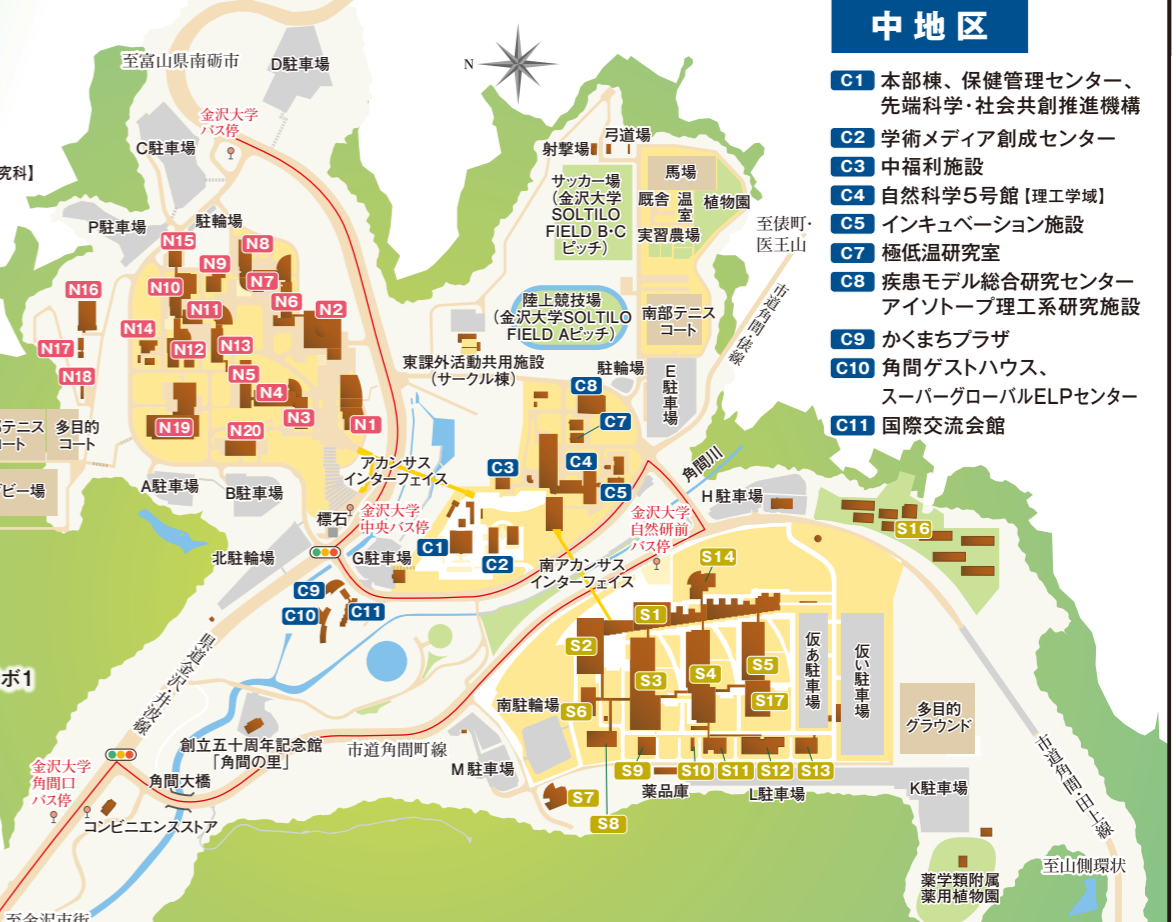 中地区
C1 本部棟、保健管理センター、
先端科学・社会共創推進機構
C2 学術メディア創成センター
C3 中福利施設
C4 自然科学5号館【理工学域】
C5 インキュベーション施設
C7 極低温研究室
C8 疾患モデル総合研究センター
アイソトープ理工系研究施設
C9 かくまちプラザ
C10 角間ゲストハウス、
スーパーグローバルELPセンター
C11 国際交流会館
至富山県南砺市
D駐車場
N
金沢大学
バス停
C駐車場
究科】
P駐車場
駐輪場
弓道場
射撃場
サッカー場
(金沢大学
SOLTILO
FIELD B・C
ピッチ)
馬場
厩舎
温室
植物園
実習農場
至俵町・
医王山
市道角間・俵線
陸上競技場
(金沢大学SOLTILO
FIELD Aピッチ)
南部テニス
コート
東課外活動共用施設
(サークル棟)
駐輪場
E駐車場
N15
N8
N9
N7
N16
N10
N6
N2
N11
N14
N17
N12
N13
N18
N5
N4
N3
N1
N19
N20
部テニス
コート
多目的
コート
ビー場
A駐車場
B駐車場
アカンサス
インターフェイス
標石
金沢大学
中央バス停
北駐輪場
G駐車場
C8
C7
C3
C4
C5
C1
C2
C9
C10
C11
角間川
H駐車場
金沢大学
自然研前
バス停
南アカンサス
インターフェイス
S16
S14
S1
S2
S3
S4
S5
S6
S17
南駐輪場
仮あ駐車場
仮い駐車場
多目的
グラウンド
S9
S10
S11
S12
S13
S7
S8
薬品庫
L駐車場
K駐車場
M駐車場
県道金沢・井波線
ボ1
創立五十周年記念館
「角間の里」
市道角間町線
金沢大学
角間口
バス停
角間大橋
コンビニエンスストア
至金沢市街
市道角間・田上線
至山側環状
薬学類附属
薬用植物園